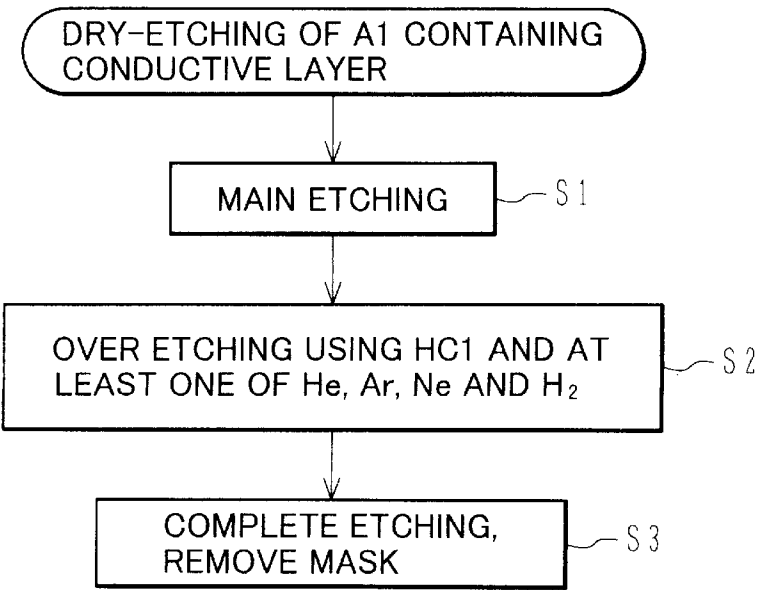 DRY-ETCHING OF A1 CONTAINING
CONDUCTIVE LAYER
MAIN ETCHING
S1
OVER ETCHING USING HC1 AND AT
LEAST ONE OF He, Ar, Ne AND H₂
S2
COMPLETE ETCHING,
REMOVE MASK
S3